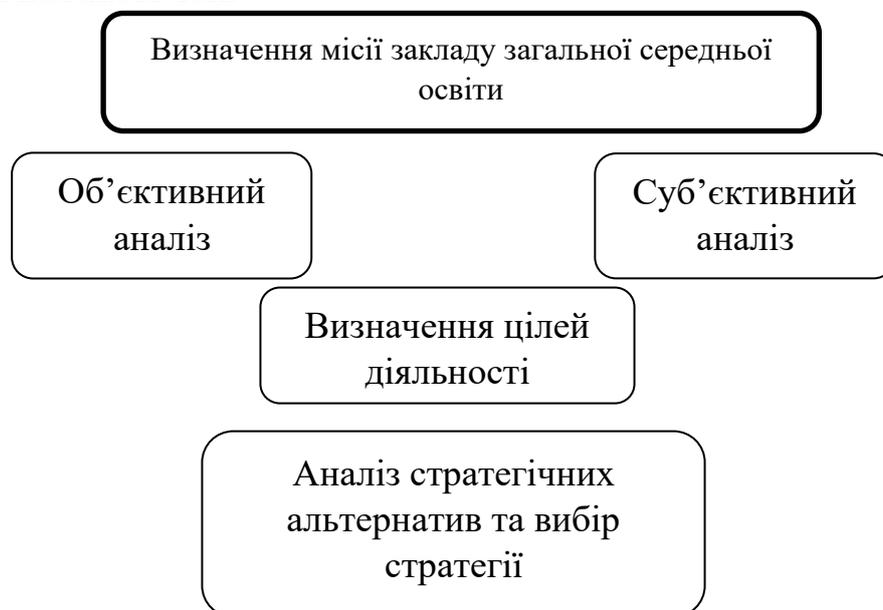 Визначення місії закладу загальної середньої
освіти
Об’єктивний
аналіз
Суб’єктивний
аналіз
Визначення цілей
діяльності
Аналіз стратегічних
альтернатив та вибір
стратегії